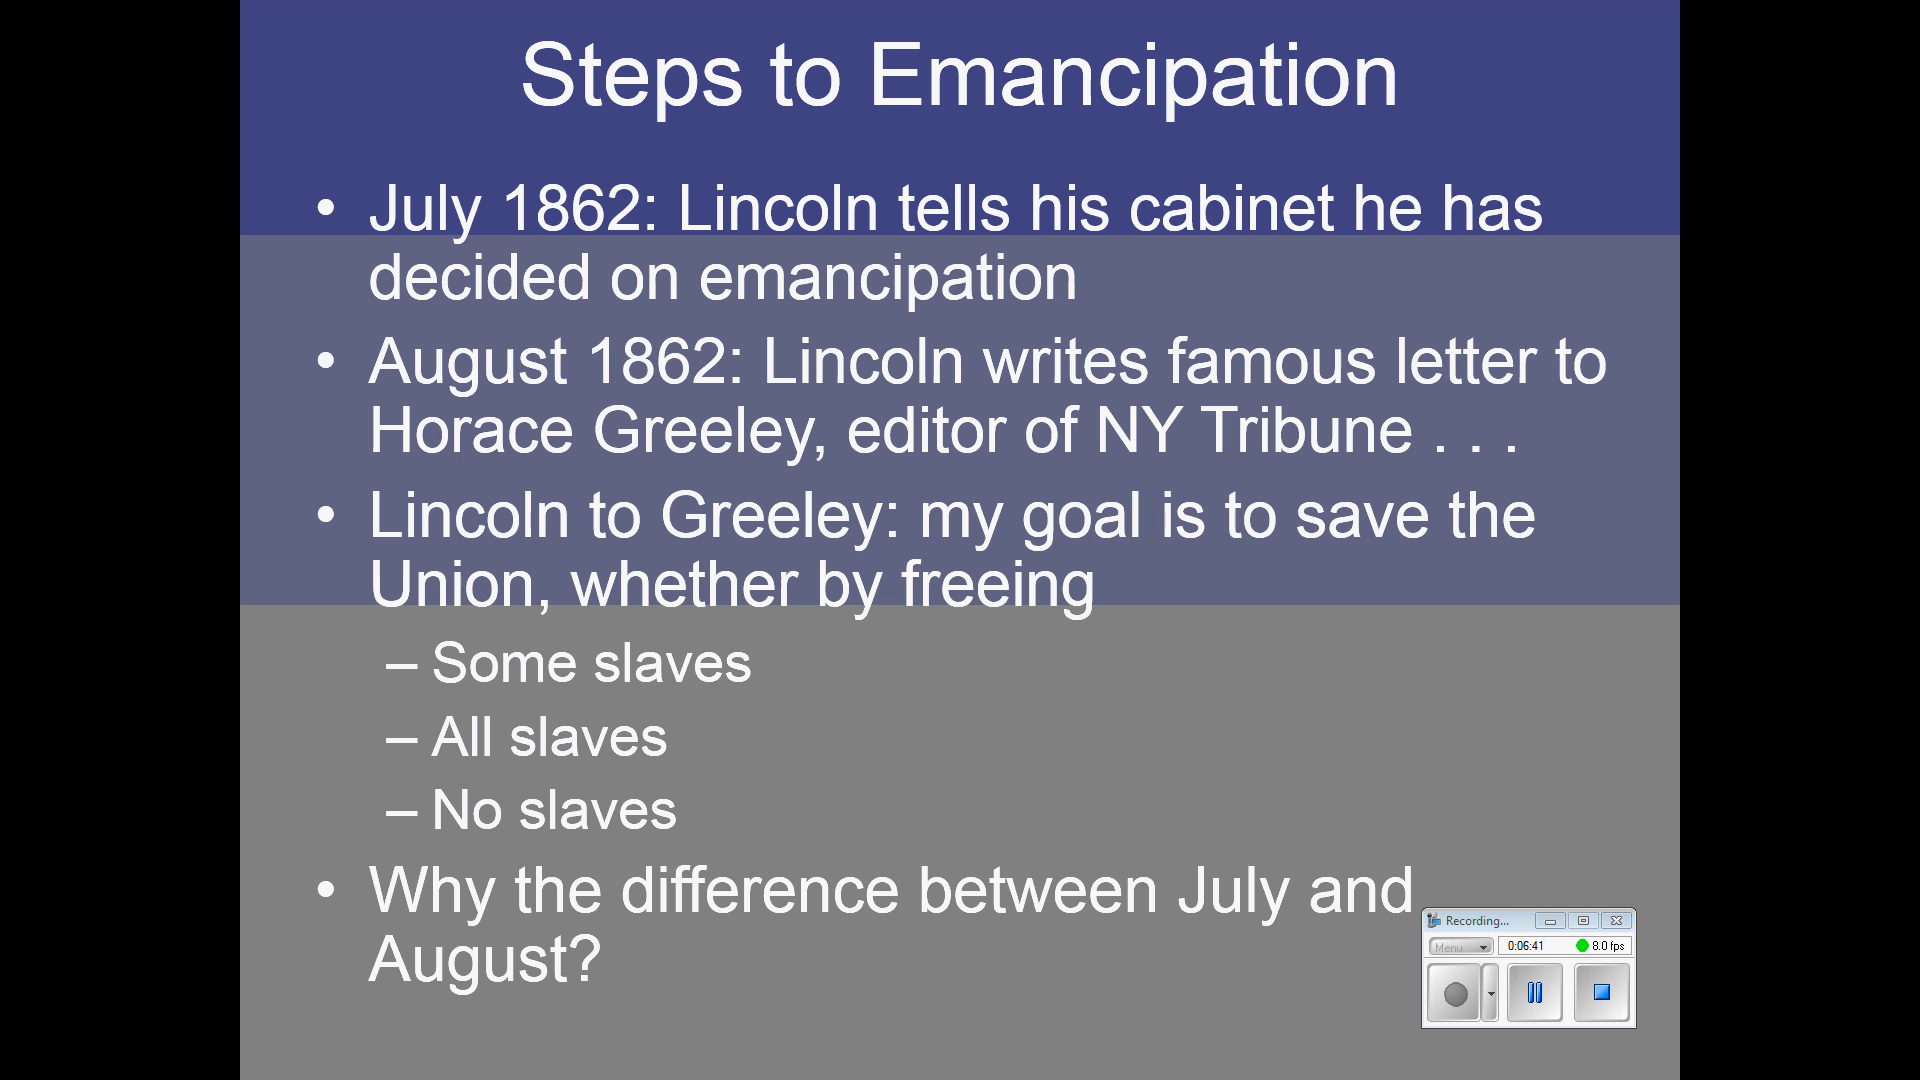 Steps to Emancipation
• July 1862: Lincoln tells his cabinet he has
decided on emancipation
• August 1862: Lincoln writes famous letter to
Horace Greeley, editor of NY Tribune . . .
• Lincoln to Greeley: my goal is to save the
Union, whether by freeing
– Some slaves
– All slaves
– No slaves
• Why the difference between July and
August?
Recording...
Menu 0:06:41 8.0 fps